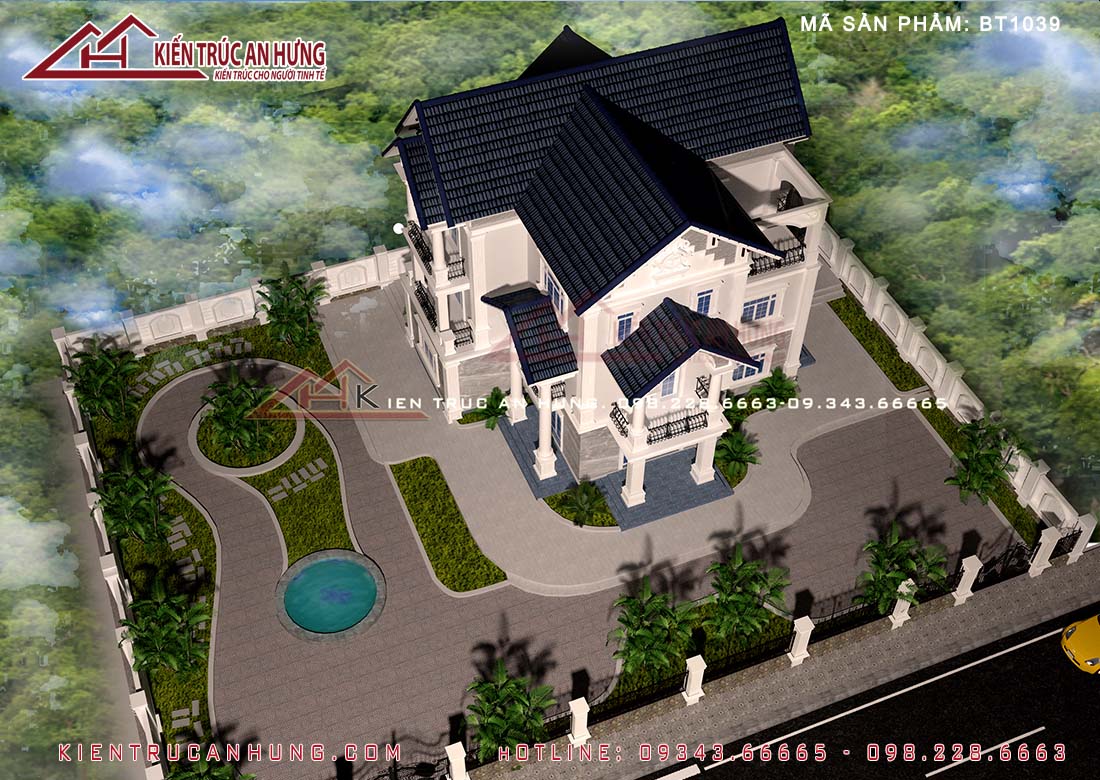 KIẾN TRÚC AN HƯNG
KIẾN TRÚC CHO NGƯỜI TINH TẾ
MÃ SẢN PHẨM: BT1039
KIEN TRÚC AN HUNG. 098.228.6663-09.343.66665
KIENTRUCANHUNG.COM
HOTLINE: 09343.66665 - 098.228.6663